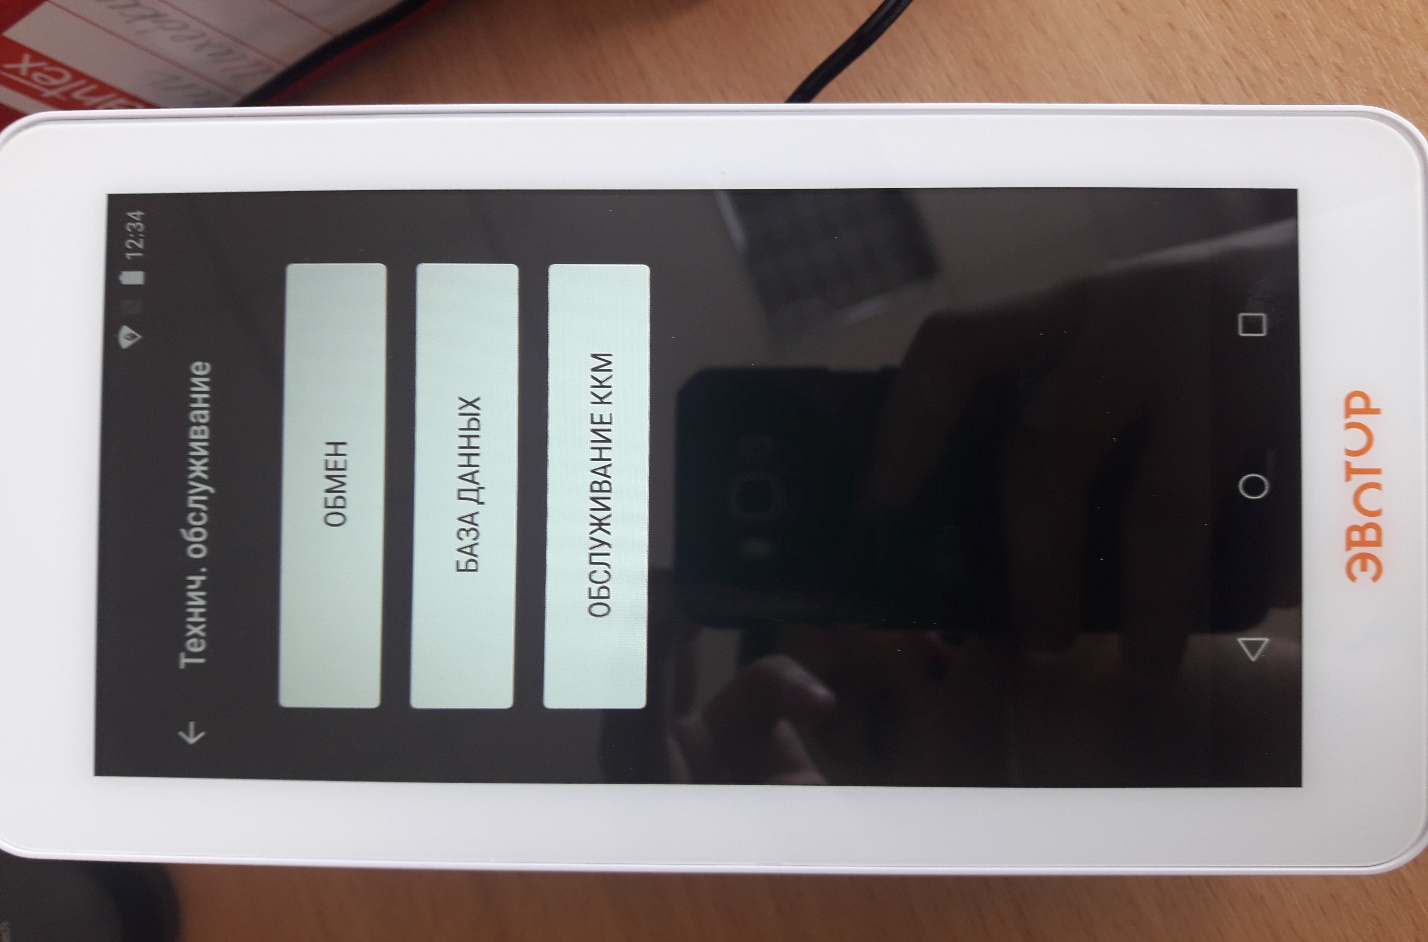 12:34
Технич. обслуживание
ОБМЕН
БАЗА ДАННЫХ
ОБСЛУЖИВАНИЕ ККМ
ЭВОТОР